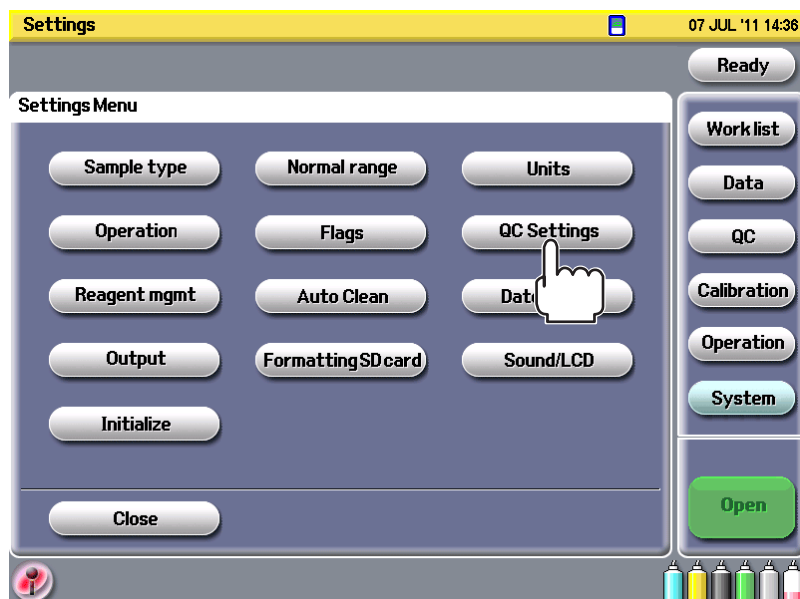 Settings
07 JUL '11 14:36
Ready
Settings Menu
Sample type
Normal range
Units
Operation
Flags
QC Settings
Reagent mgmt
Auto Clean
Output
Formatting SD card
Sound/LCD
Initialize
Close
Work list
Data
QC
Calibration
Operation
System
Open